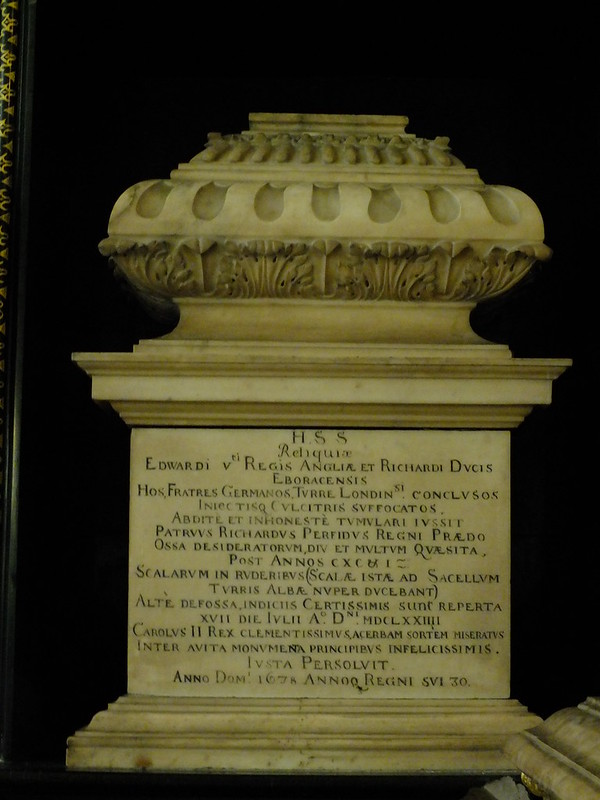 H S S
Reliquiæ
EDWARDI Vti REGIS ANGLIÆ ET RICHARDI DVCIS
EBORACENSIS
HOS, FRATRES GERMANOS, TVRRE LONDINSI. CONCLVSOS
INIECTISQ CVLCITRIS SVFFOCATOS.
ABDITE ET INHONESTÈ TVMVLARI IVSSIT
PATRVVS RICHARDVS PERFIDVS REGNI PRÆDO
OSSA DESIDERATORVM, DIV ET MVLTVM QVÆSITA,
POST ANNOS CXC & I
SCALARVM IN RVDERIBVS (SCALÆ ISTÆ AD SACELLVM
TVRRIS ALBÆ NVPER DVCEBANT)
ALTÈ DEFOSSA, INDICIIS CERTISSIMIS SUNT REPERTA
XVII DIE IVLII AO DNI MDCLXXIIII
CAROLVS II REX CLEMENTISSIMVS, ACERBAM SORTEM MISERATVS
INTER AVITA MONVMENTA PRINCIPIBVS INFELICISSIMIS.
IVSTA PERSOLVIT.
ANNO DOMI 1678 ANNOQ REGNI SVI 30.